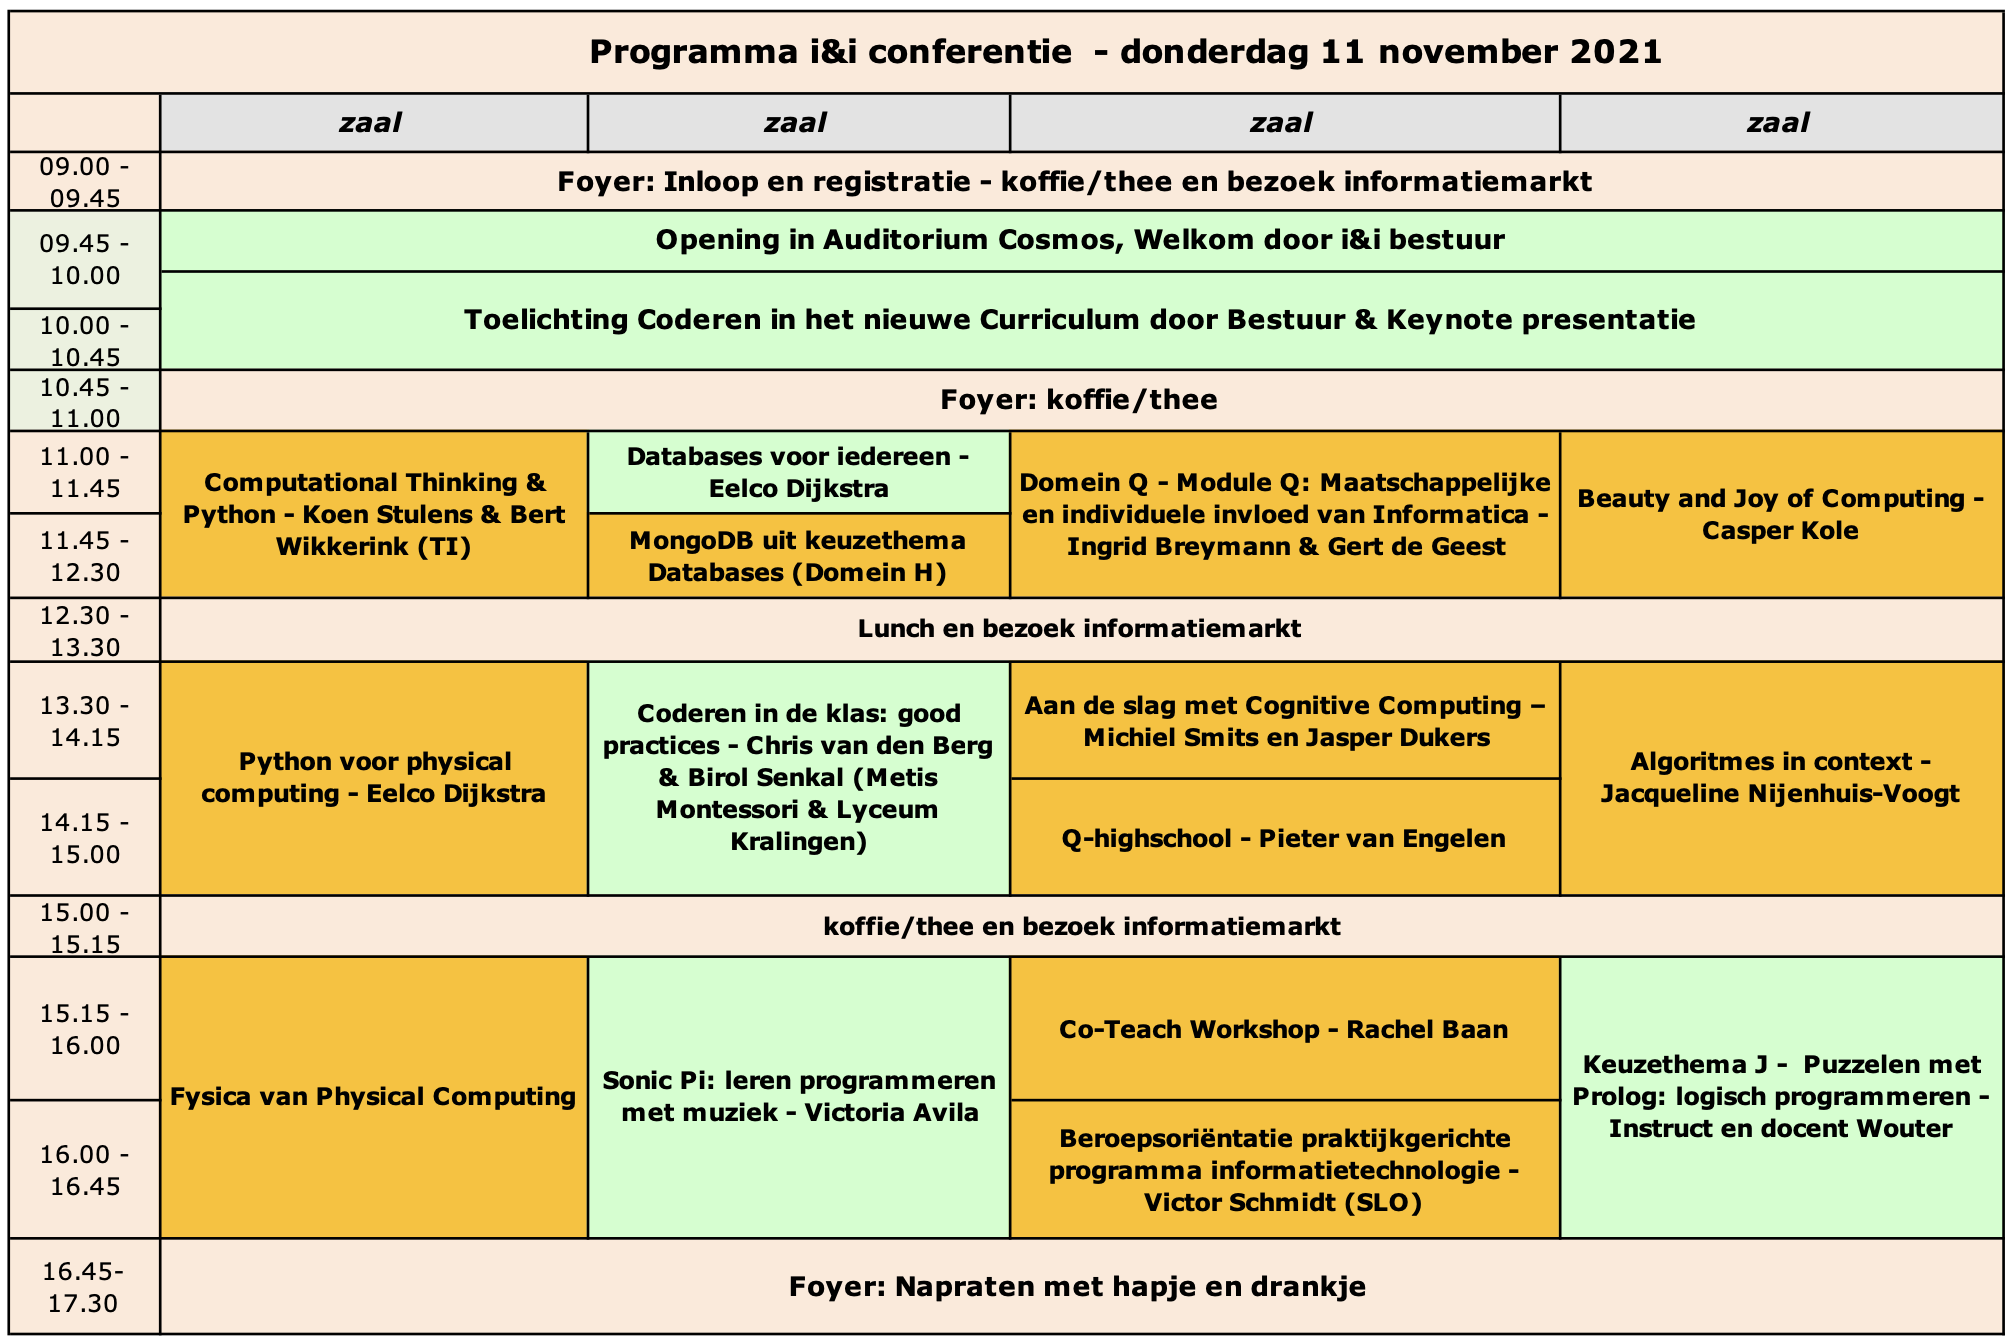 Programma i&i conferentie  - donderdag 11 november 2021
zaal
zaal
zaal
zaal
09.00 -
09.45
Foyer: Inloop en registratie - koffie/thee en bezoek informatiemarkt
09.45 -
10.00
Opening in Auditorium Cosmos, Welkom door i&i bestuur
10.00 -
10.45
Toelichting Coderen in het nieuwe Curriculum door Bestuur & Keynote presentatie
10.45 -
11.00
Foyer: koffie/thee
11.00 -
11.45
Computational Thinking &
Python - Koen Stulens & Bert
Wikkerink (TI)
Databases voor iedereen -
Eelco Dijkstra
Domein Q - Module Q: Maatschappelijke
en individuele invloed van Informatica -
Ingrid Breymann & Gert de Geest
Beauty and Joy of Computing -
Casper Kole
11.45 -
12.30
MongoDB uit keuzethema
Databases (Domein H)
12.30 -
13.30
Lunch en bezoek informatiemarkt
13.30 -
14.15
Python voor physical
computing - Eelco Dijkstra
Coderen in de klas: good
practices - Chris van den Berg
& Birol Senkal (Metis
Montessori & Lyceum
Kralingen)
Aan de slag met Cognitive Computing –
Michiel Smits en Jasper Dukers
Algoritmes in context -
Jacqueline Nijenhuis-Voogt
14.15 -
15.00
Q-highschool - Pieter van Engelen
15.00 -
15.15
koffie/thee en bezoek informatiemarkt
15.15 -
16.00
Fysica van Physical Computing
Sonic Pi: leren programmeren
met muziek - Victoria Avila
Co-Teach Workshop - Rachel Baan
Keuzethema J -  Puzzelen met
Prolog: logisch programmeren -
Instruct en docent Wouter
16.00 -
16.45
Beroepsoriëntatie praktijkgerichte
programma informatietechnologie -
Victor Schmidt (SLO)
16.45-
17.30
Foyer: Napraten met hapje en drankje